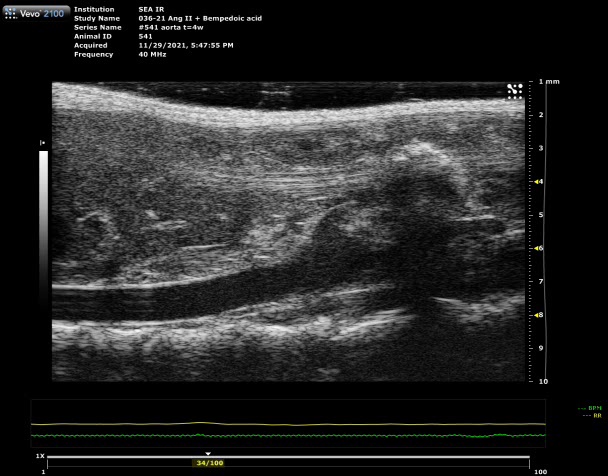 Vevo 2100
Institution SEA IR
Study Name 036-21 Ang II + Bempedoic acid
Series Name #541 aorta t=4w
Animal ID 541
Acquired 11/29/2021, 5:47:55 PM
Frequency 40 MHz
1 mm
2
3
4
5
6
7
8
9
10
BPM
RR
1X
34/100
1 100